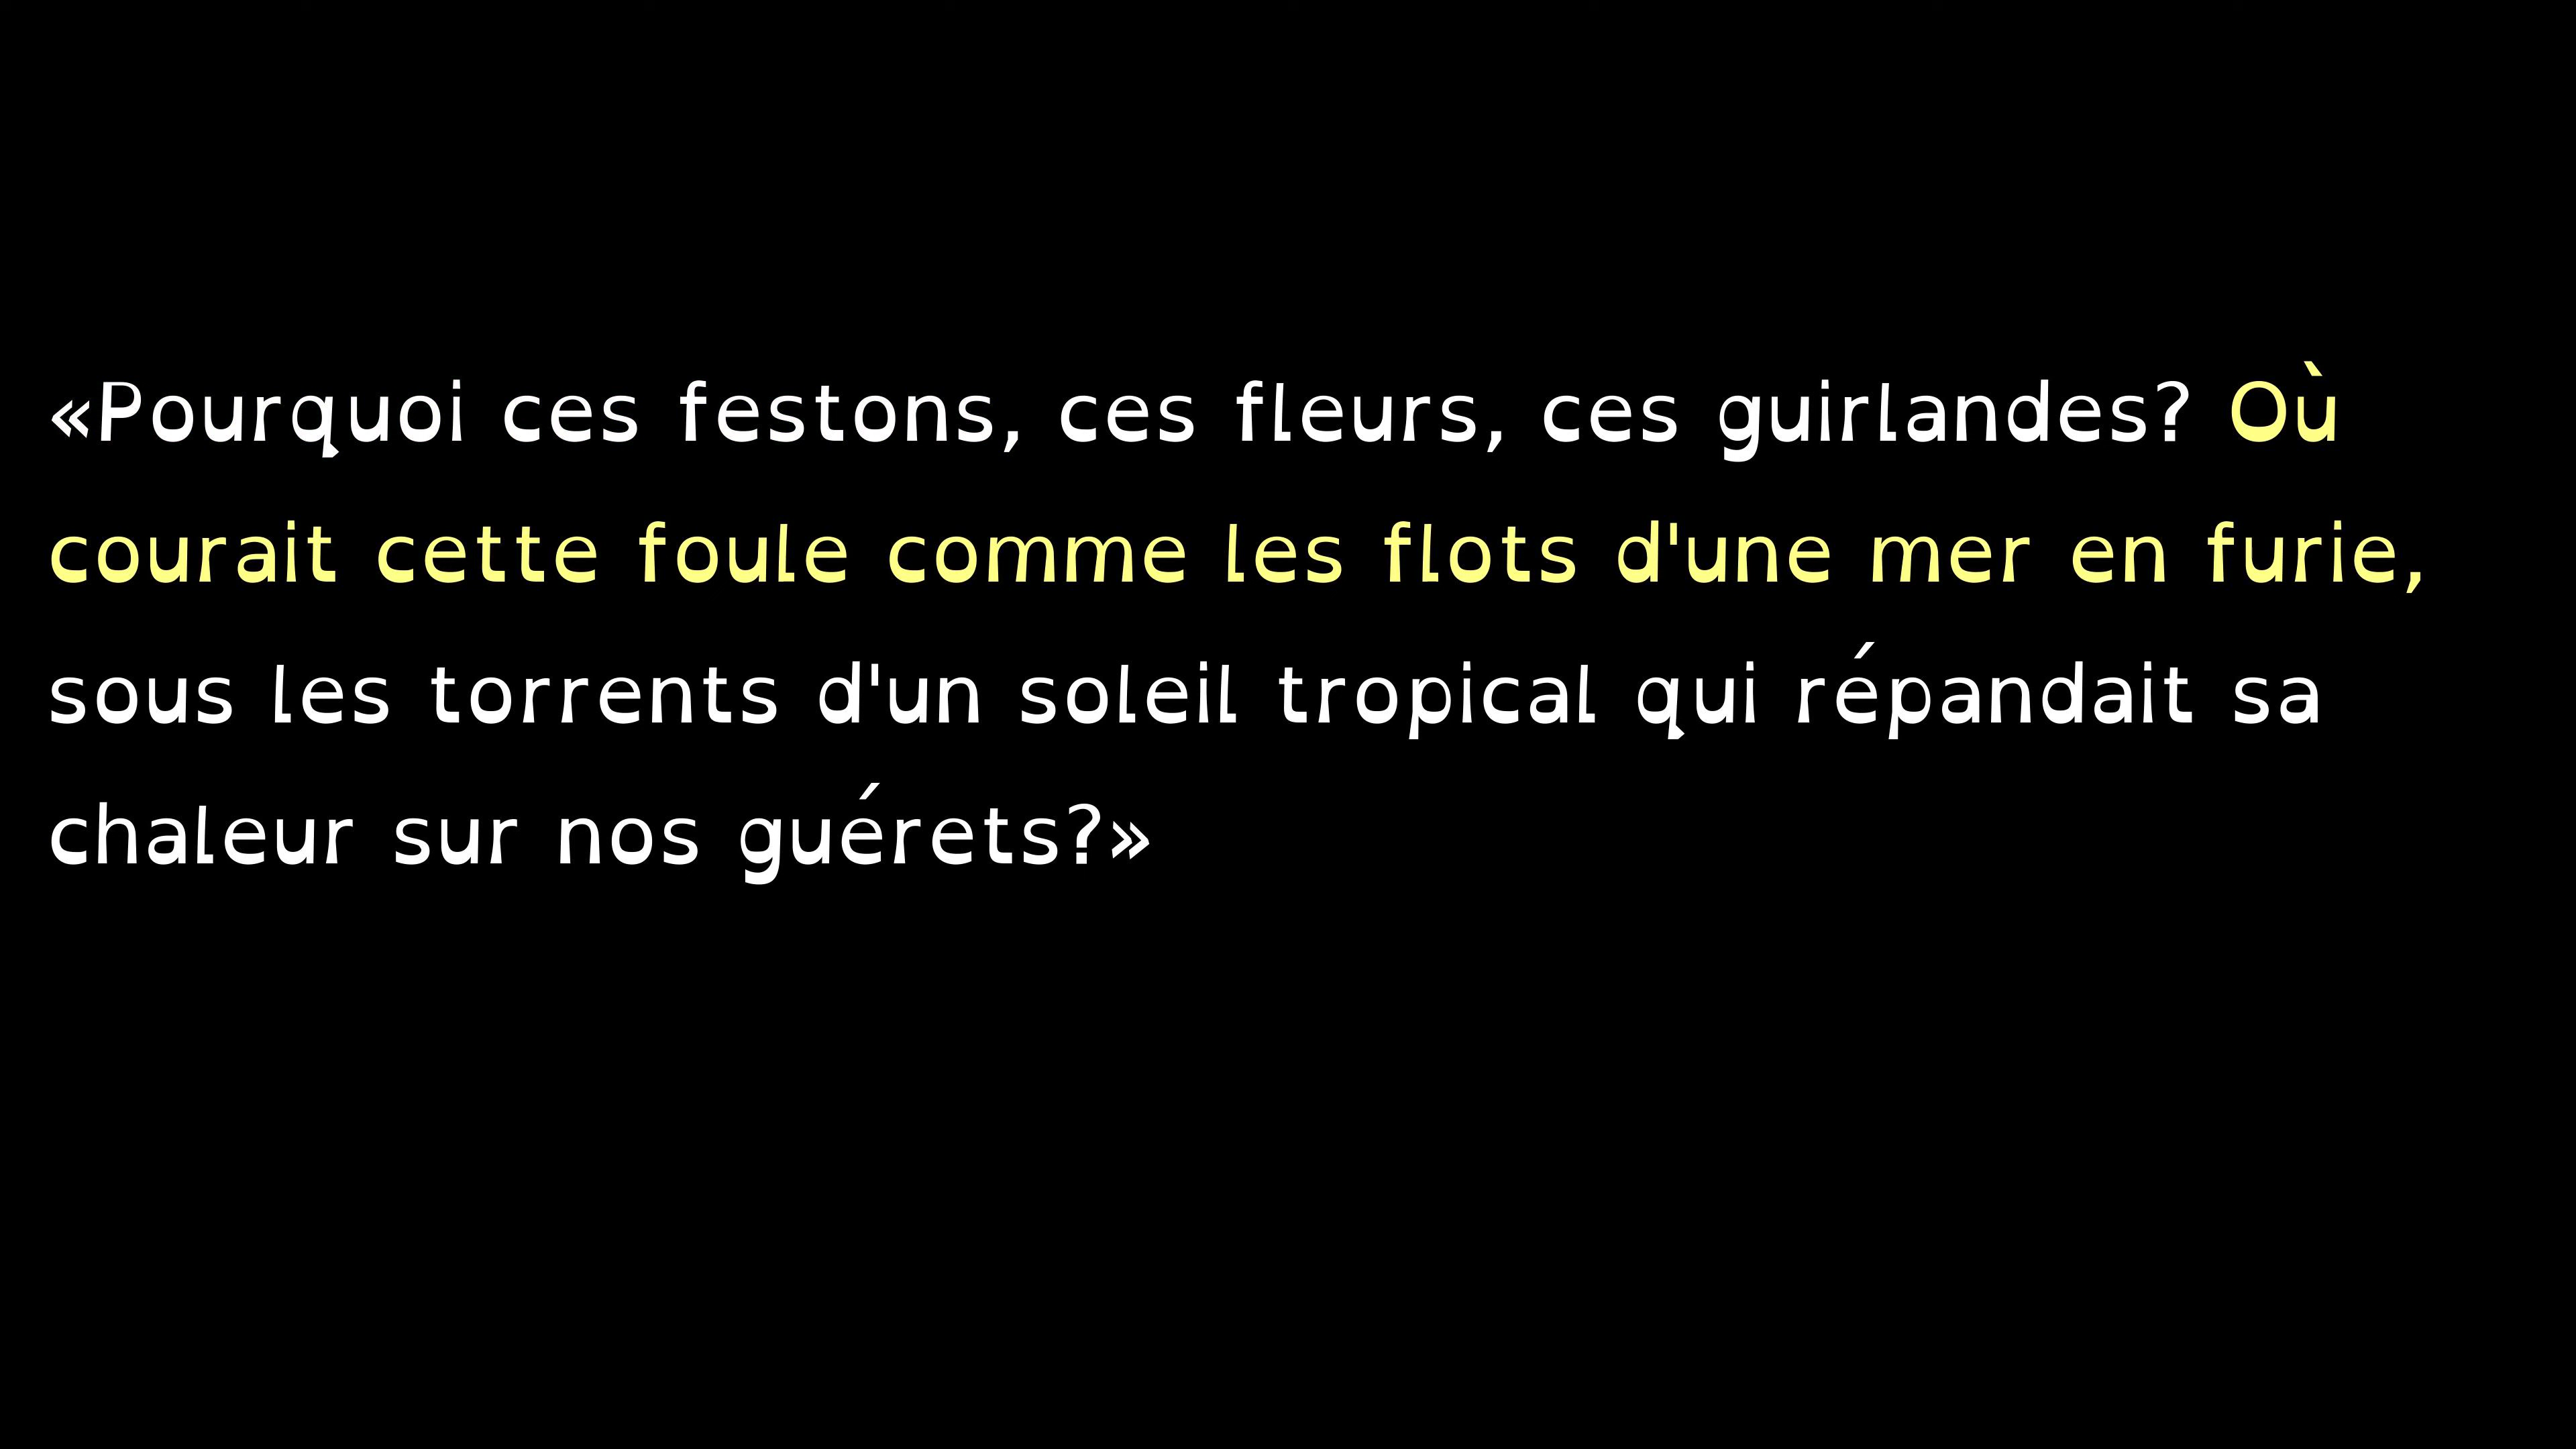 «Pourquoi ces festons, ces fleurs, ces guirlandes? Où
courait cette foule comme les flots d'une mer en furie,
sous les torrents d'un soleil tropical qui répandait sa
chaleur sur nos guérets?»